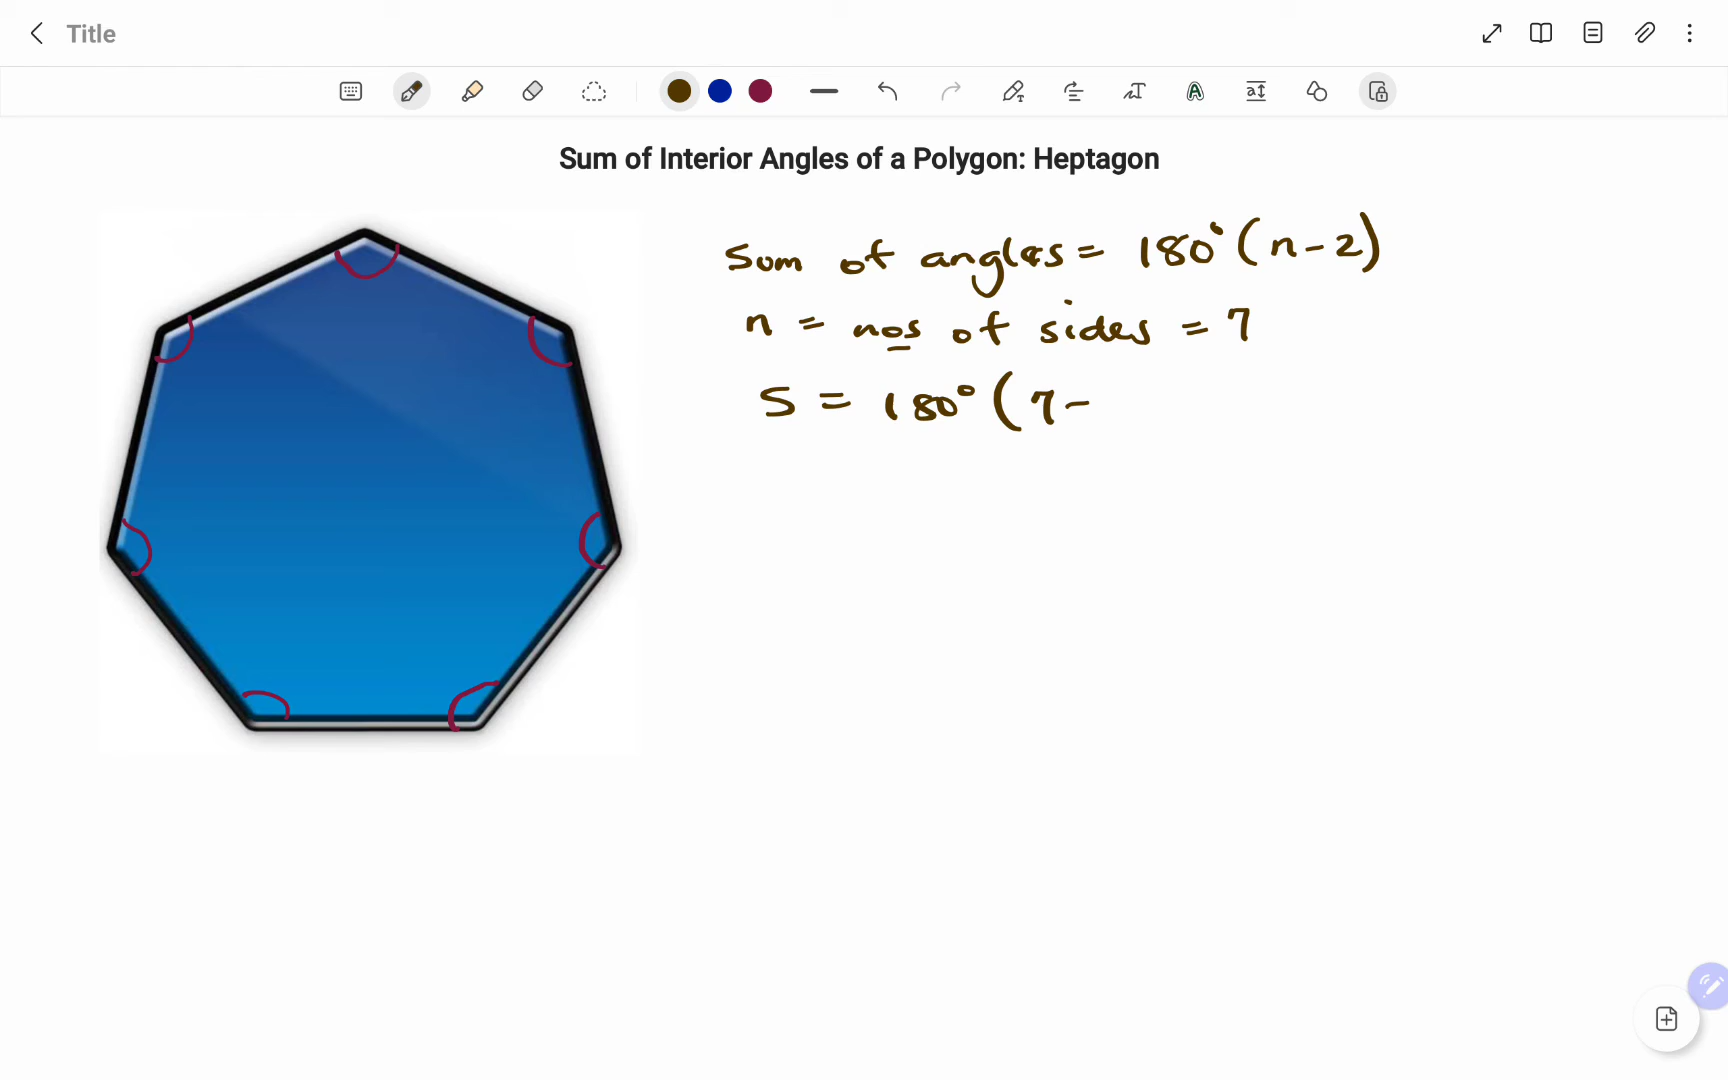 Title
Sum of Interior Angles of a Polygon: Heptagon
Sum of angles = 180° (n - 2)
n = nos of sides = 7
S = 180° ( 7 -